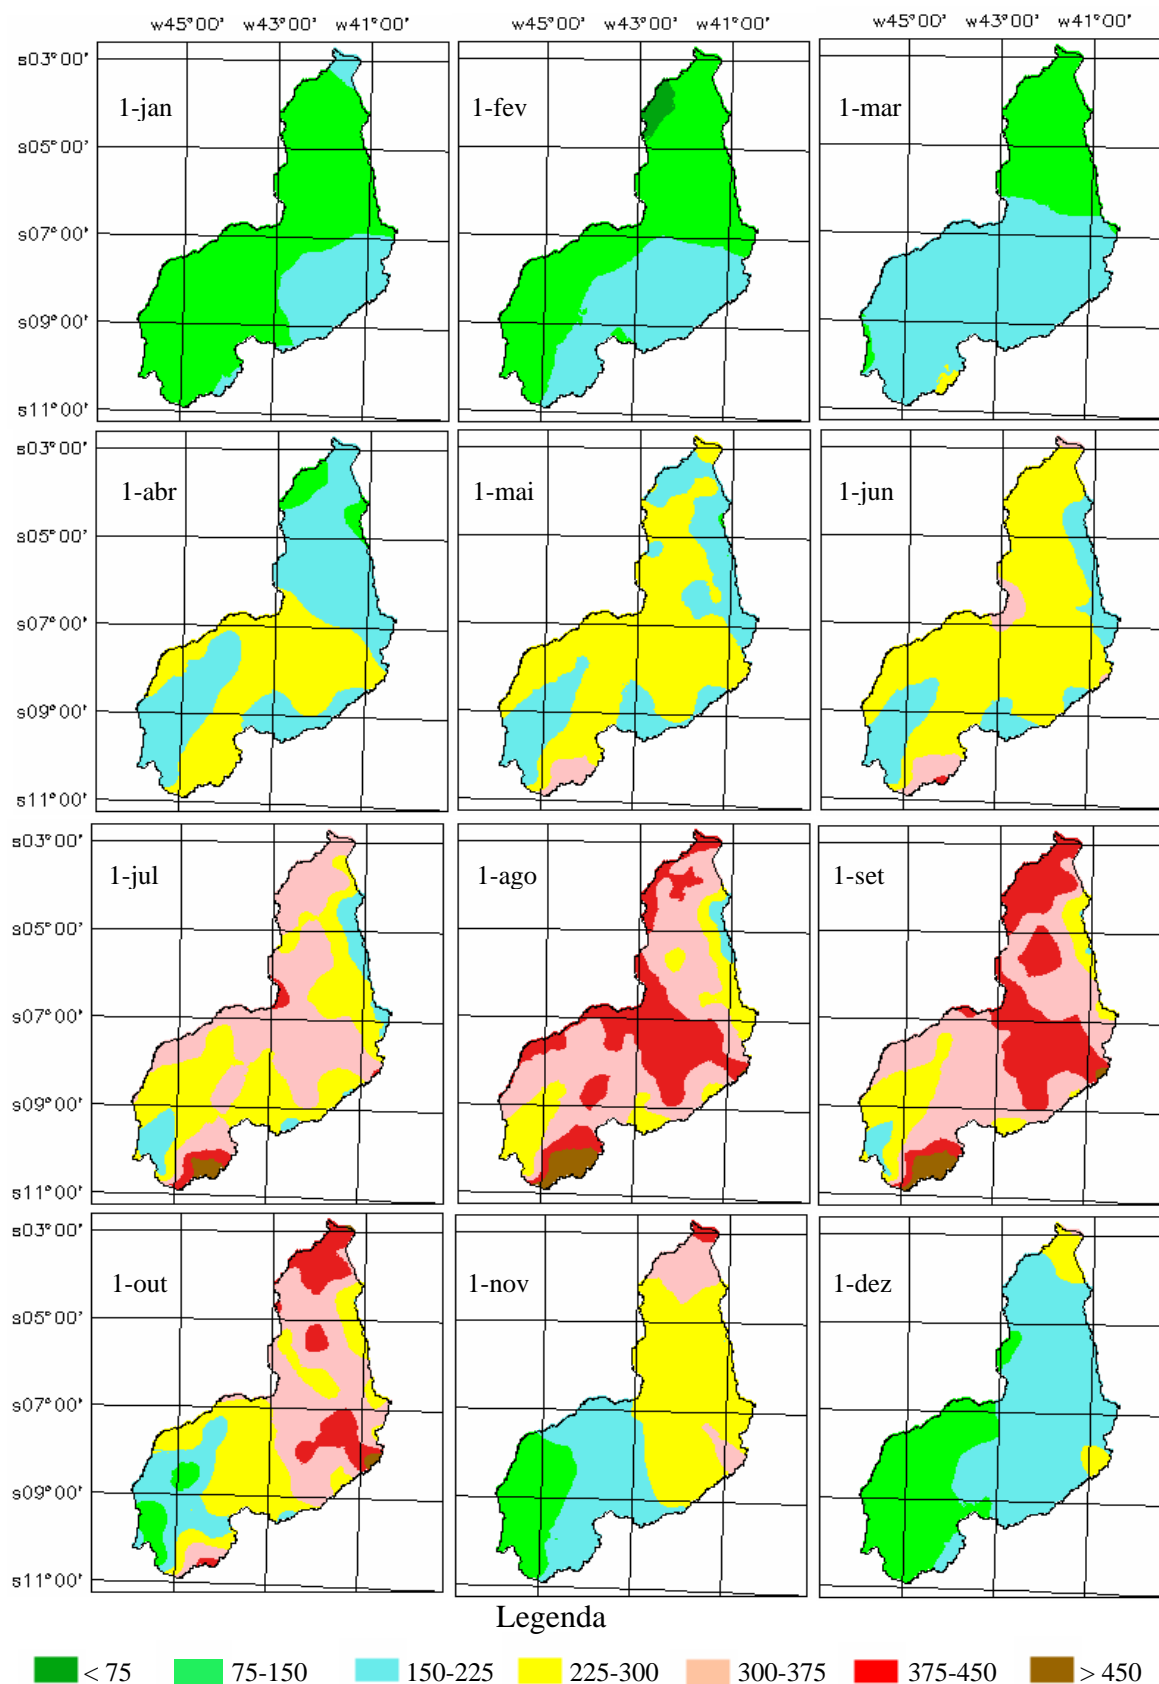 w45°00' w43°00' w41°00' w45°00' w43°00' w41°00' w45°00' w43°00' w41°00'
s03°00'
1-jan 1-fev 1-mar
s05°00'
s07°00'
s09°00'
s11°00'
s03°00'
1-abr 1-mai 1-jun
s05°00'
s07°00'
s09°00'
s11°00'
s03°00'
1-jul 1-ago 1-set
s05°00'
s07°00'
s09°00'
s11°00'
s03°00'
1-out 1-nov 1-dez
s05°00'
s07°00'
s09°00'
s11°00'
Legenda
< 75 75-150 150-225 225-300 300-375 375-450 > 450